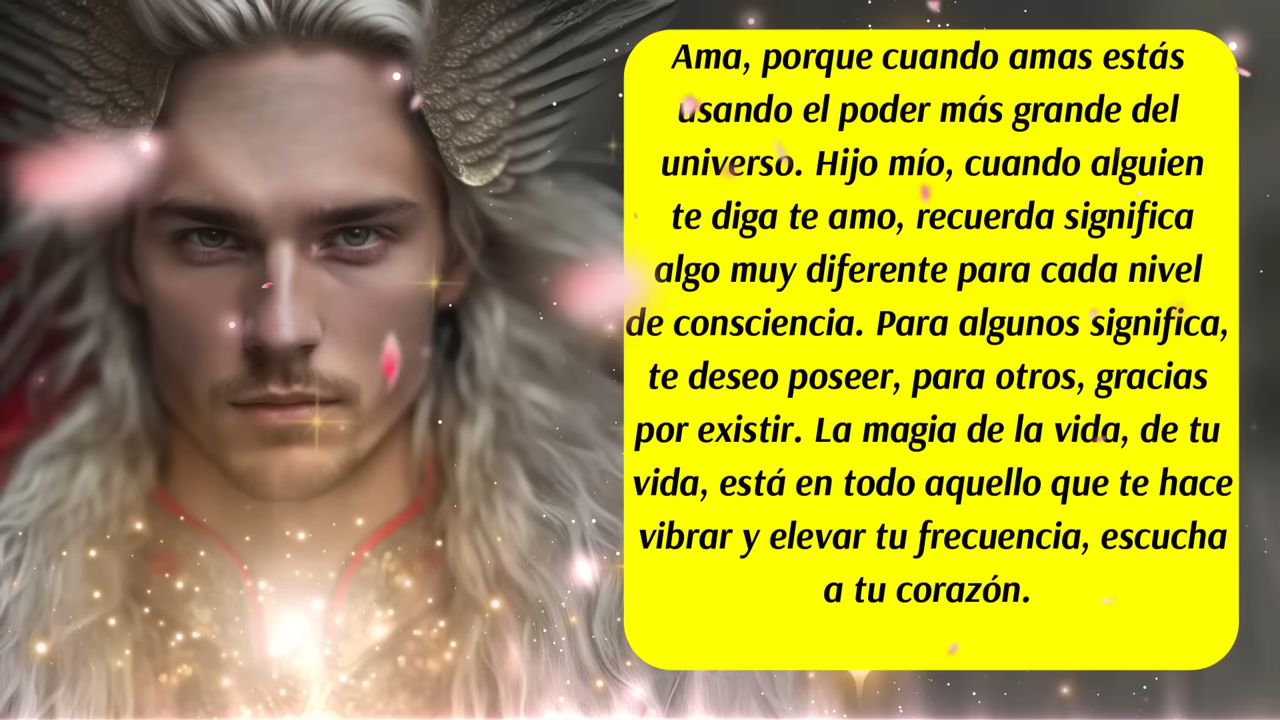 Ama, porque cuando amas estás
usando el poder más grande del
universo. Hijo mío, cuando alguien
te diga te amo, recuerda significa
algo muy diferente para cada nivel
de consciencia. Para algunos significa,
te deseo poseer, para otros, gracias
por existir. La magia de la vida, de tu
vida, está en todo aquello que te hace
vibrar y elevar tu frecuencia, escucha
a tu corazón.